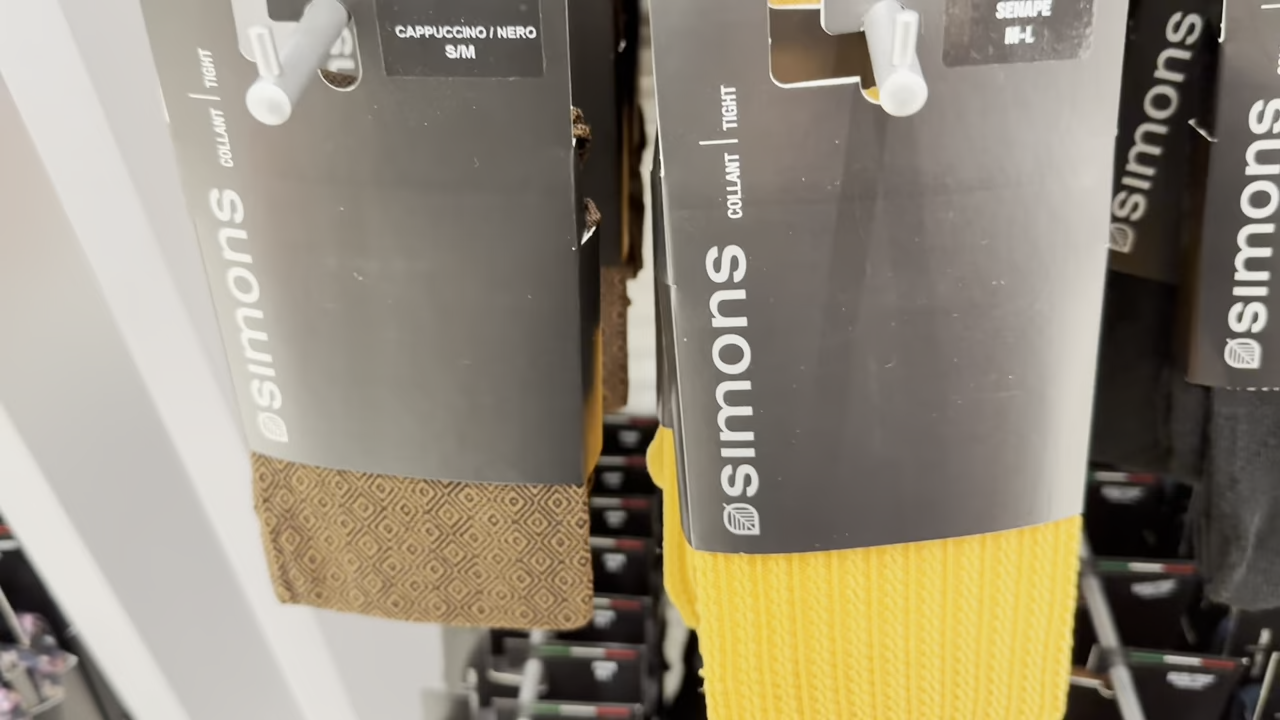 CAPPUCCINO / NERO
S/M
COLLANT | TIGHT
simons
SENAPE
M-L
COLLANT | TIGHT
simons
simons
simons